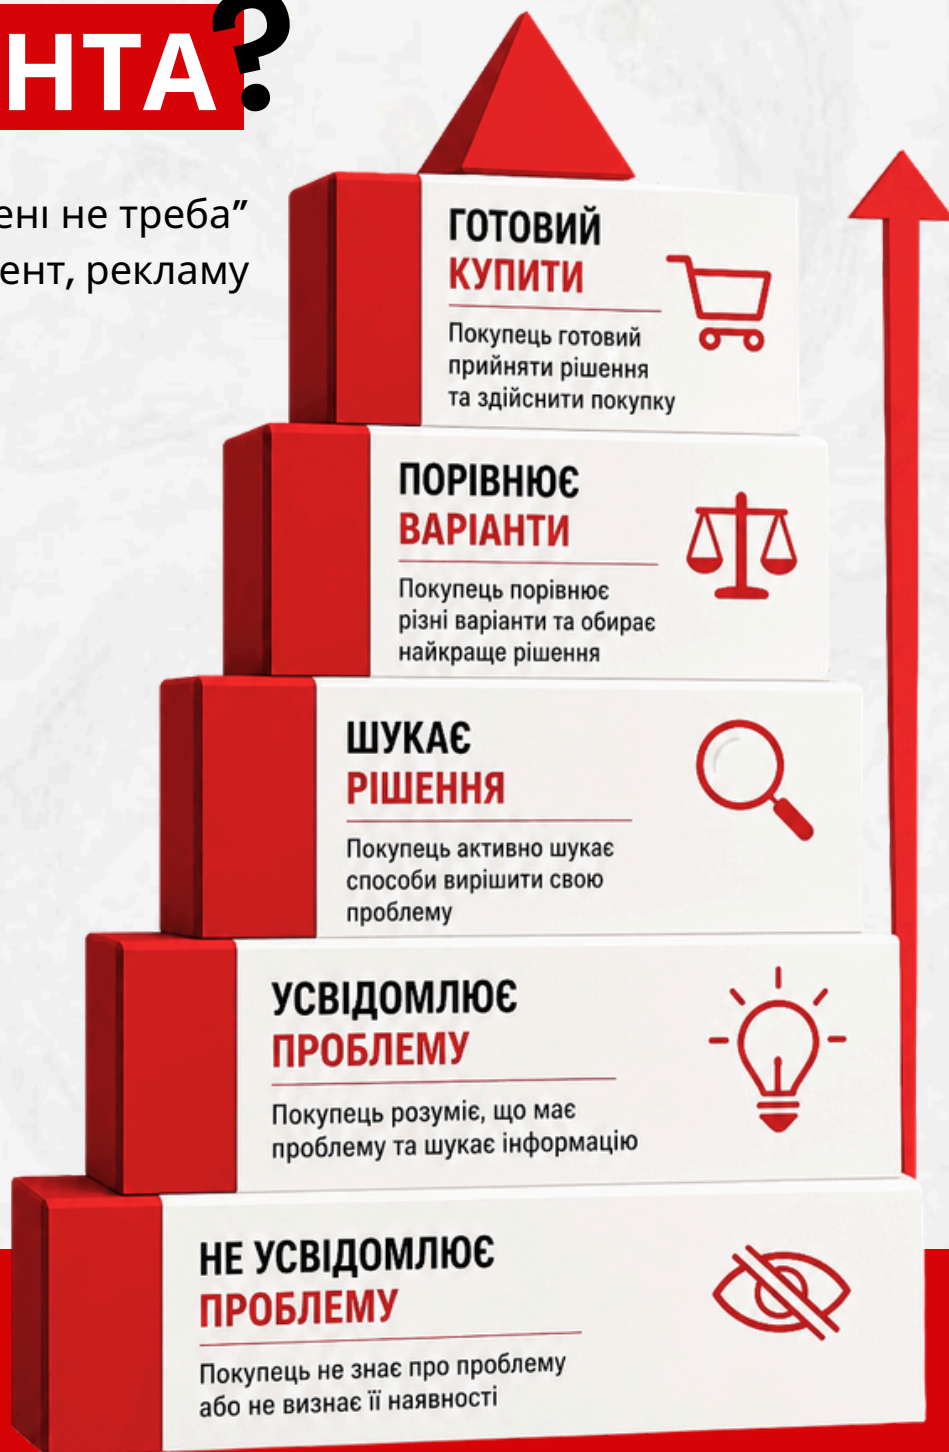 НТА?
ені не треба”
ент, рекламу
ГОТОВИЙ
КУПИТИ
Покупець готовий
прийняти рішення
та здійснити покупку
ПОРІВНЮЄ
ВАРІАНТИ
Покупець порівнює
різні варіанти та обирає
найкраще рішення
ШУКАЄ
РІШЕННЯ
Покупець активно шукає
способи вирішити свою
проблему
УСВІДОМЛЮЄ
ПРОБЛЕМУ
Покупець розуміє, що має
проблему та шукає інформацію
НЕ УСВІДОМЛЮЄ
ПРОБЛЕМУ
Покупець не знає про проблему
або не визнає її наявності